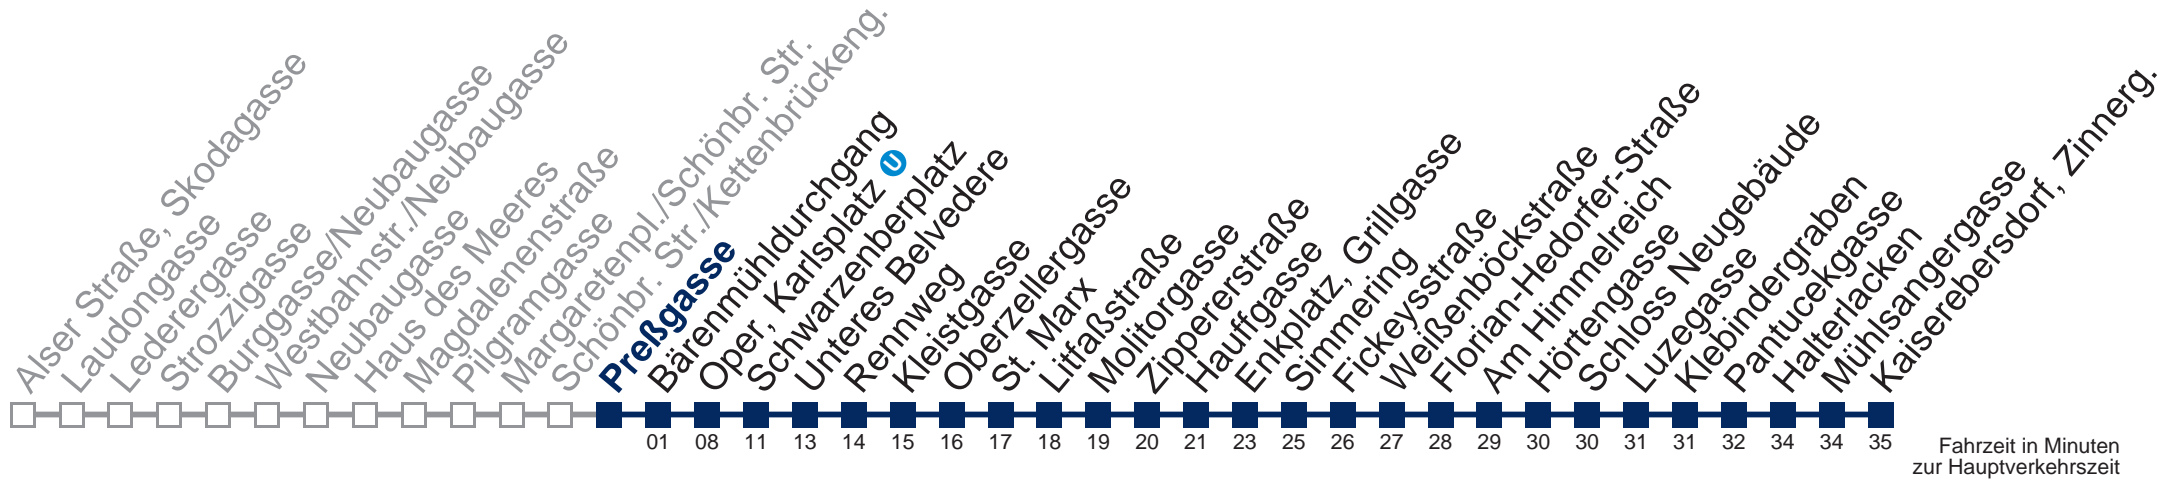 Alser Straße, Skodagasse
Laudongasse
Lederergasse
Strozzigasse
Burggasse/Neubaugasse
Westbahnstr./Neubaugasse
Neubaugasse
Haus des Meeres
Magdalenenstraße
Pilgramgasse
Margaretenpl./Schönbr. Str.
Schönbr. Str./Kettenbrückeng.
Preßgasse
Bärenmühldurchgang
Oper, Karlsplatz U
Schwarzenbergplatz
Unteres Belvedere
Rennweg
Kleistgasse
Oberzellergasse
St. Marx
Litfaßstraße
Molitorgasse
Zippererstraße
Hauffgasse
Enkplatz, Grillgasse
Simmering
Fickeysstraße
Weißenböckstraße
Florian-Hedorfer-Straße
Am Himmelreich
Hörtengasse
Schloss Neugebäude
Luzegasse
Klebindergraben
Pantucekgasse
Halterlacken
Mühlsangergasse
Kaiserebersdorf, Zinnerg.
01 08 11 13 14 15 16 17 18 19 20 21 23 25 26 27 28 29 30 30 31 31 32 34 34 35
Fahrzeit in Minuten
zur Hauptverkehrszeit